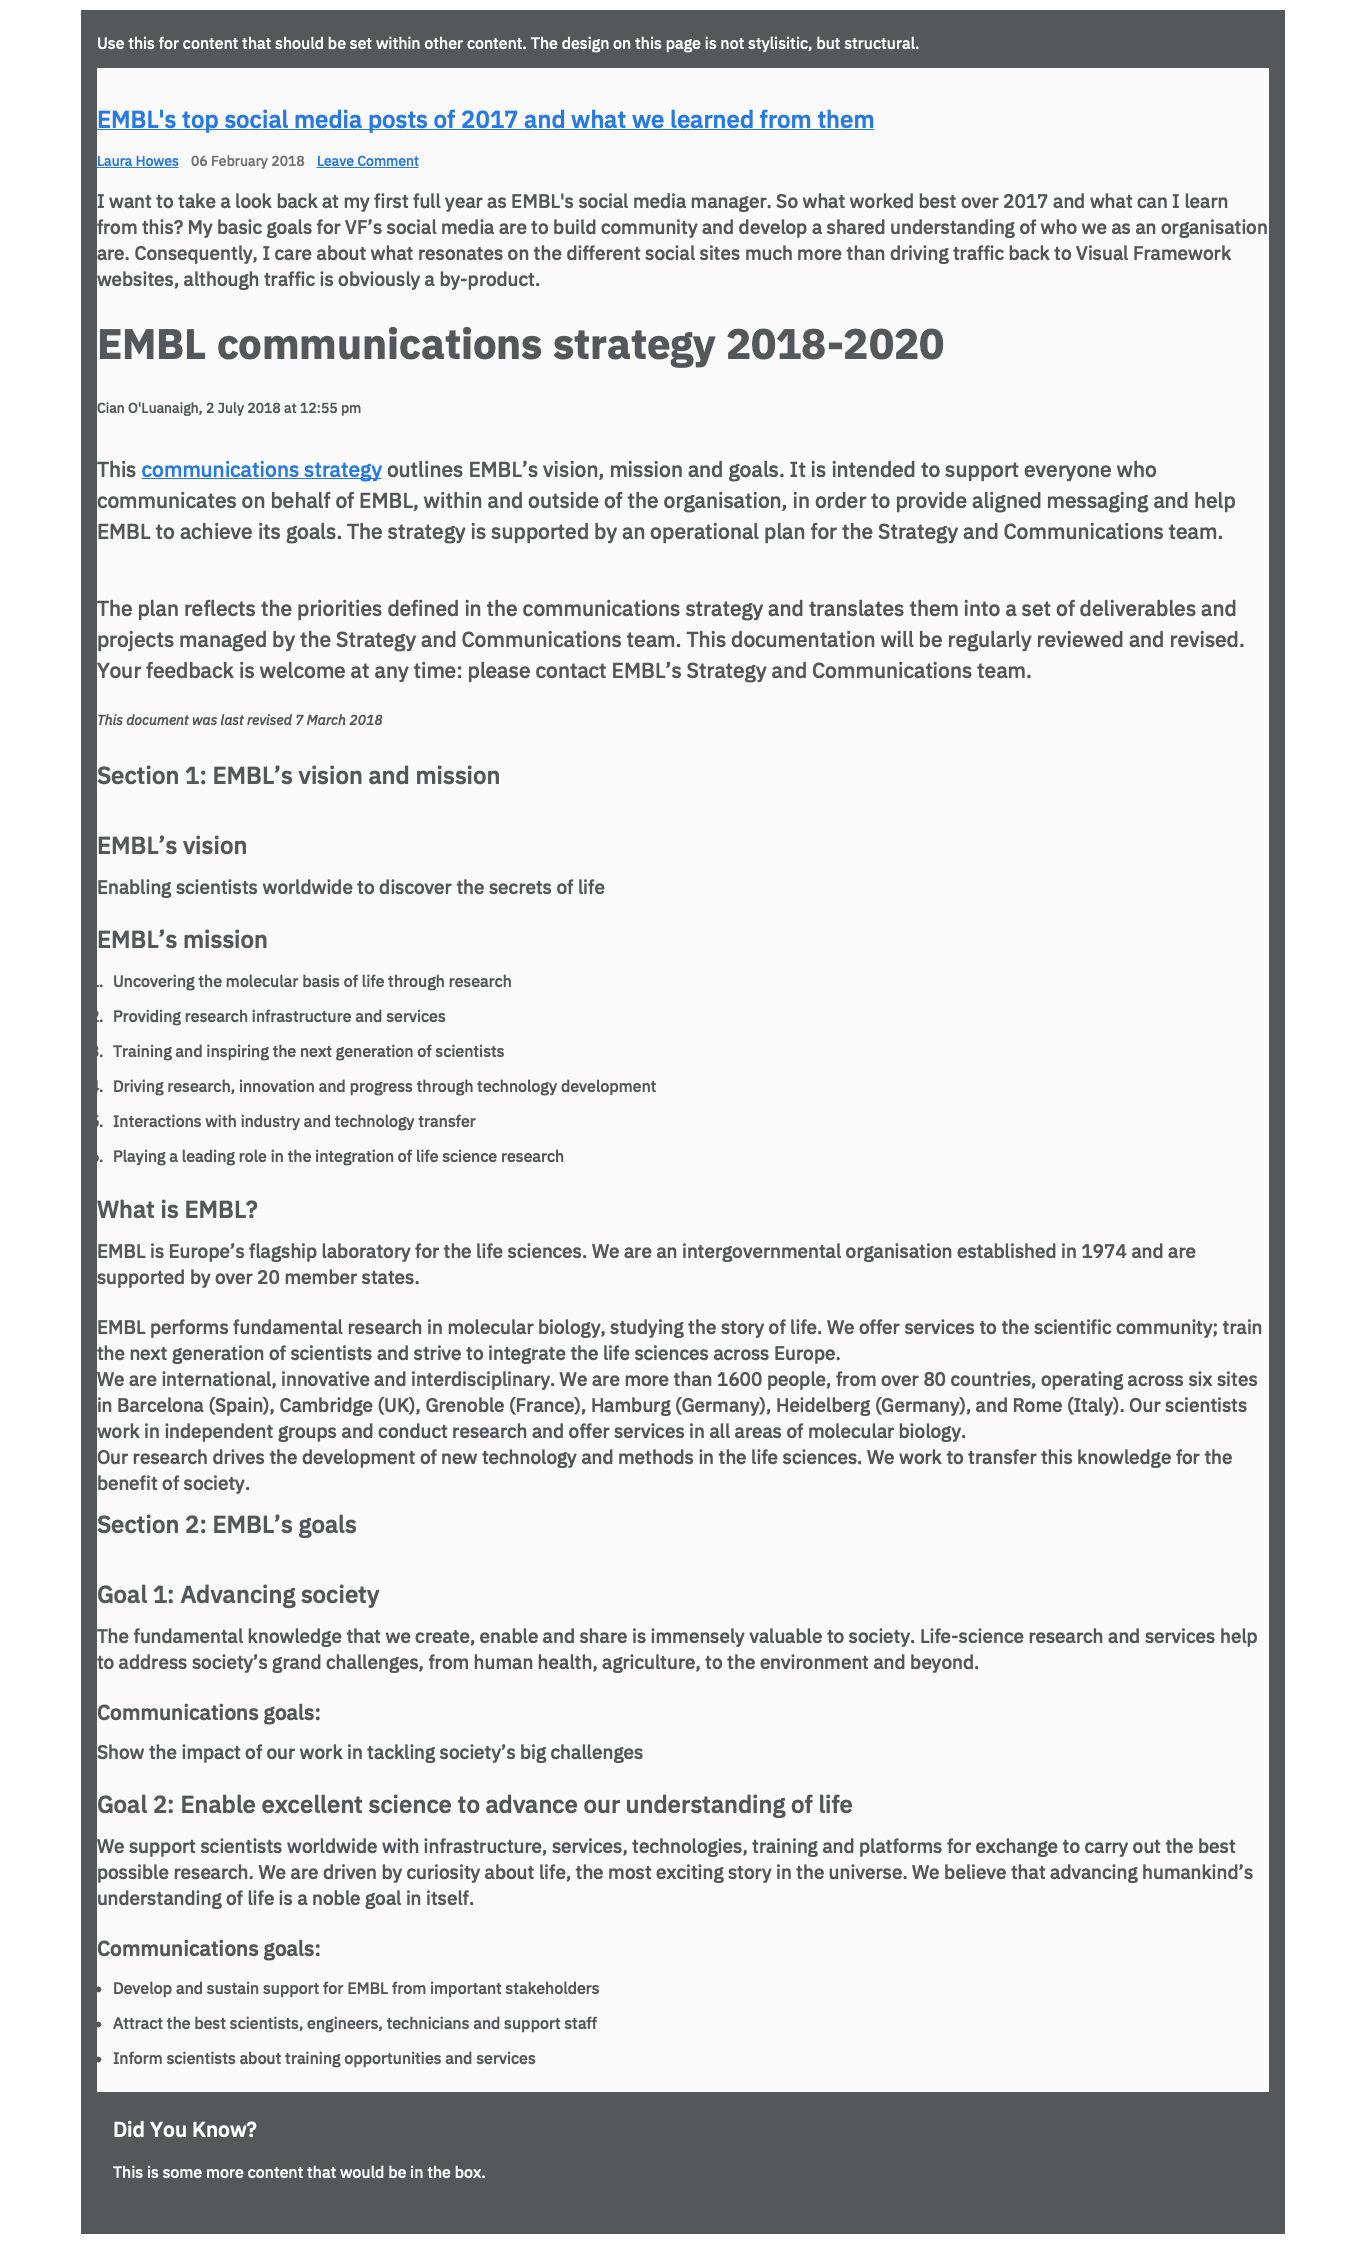 Use this for content that should be set within other content. The design on this page is not stylisitic, but structural.
EMBL's top social media posts of 2017 and what we learned from them
Laura Howes 06 February 2018 Leave Comment
I want to take a look back at my first full year as EMBL's social media manager. So what worked best over 2017 and what can I learn
from this? My basic goals for VF’s social media are to build community and develop a shared understanding of who we as an organisation
are. Consequently, I care about what resonates on the different social sites much more than driving traffic back to Visual Framework
websites, although traffic is obviously a by-product.
EMBL communications strategy 2018-2020
Cian O'Luanaigh, 2 July 2018 at 12:55 pm
This communications strategy outlines EMBL’s vision, mission and goals. It is intended to support everyone who
communicates on behalf of EMBL, within and outside of the organisation, in order to provide aligned messaging and help
EMBL to achieve its goals. The strategy is supported by an operational plan for the Strategy and Communications team.
The plan reflects the priorities defined in the communications strategy and translates them into a set of deliverables and
projects managed by the Strategy and Communications team. This documentation will be regularly reviewed and revised.
Your feedback is welcome at any time: please contact EMBL’s Strategy and Communications team.
This document was last revised 7 March 2018
Section 1: EMBL’s vision and mission
EMBL’s vision
Enabling scientists worldwide to discover the secrets of life
EMBL’s mission
1. Uncovering the molecular basis of life through research
2. Providing research infrastructure and services
3. Training and inspiring the next generation of scientists
4. Driving research, innovation and progress through technology development
5. Interactions with industry and technology transfer
6. Playing a leading role in the integration of life science research
What is EMBL?
EMBL is Europe’s flagship laboratory for the life sciences. We are an intergovernmental organisation established in 1974 and are
supported by over 20 member states.
EMBL performs fundamental research in molecular biology, studying the story of life. We offer services to the scientific community; train
the next generation of scientists and strive to integrate the life sciences across Europe.
We are international, innovative and interdisciplinary. We are more than 1600 people, from over 80 countries, operating across six sites
in Barcelona (Spain), Cambridge (UK), Grenoble (France), Hamburg (Germany), Heidelberg (Germany), and Rome (Italy). Our scientists
work in independent groups and conduct research and offer services in all areas of molecular biology.
Our research drives the development of new technology and methods in the life sciences. We work to transfer this knowledge for the
benefit of society.
Section 2: EMBL’s goals
Goal 1: Advancing society
The fundamental knowledge that we create, enable and share is immensely valuable to society. Life-science research and services help
to address society’s grand challenges, from human health, agriculture, to the environment and beyond.
Communications goals:
Show the impact of our work in tackling society’s big challenges
Goal 2: Enable excellent science to advance our understanding of life
We support scientists worldwide with infrastructure, services, technologies, training and platforms for exchange to carry out the best
possible research. We are driven by curiosity about life, the most exciting story in the universe. We believe that advancing humankind’s
understanding of life is a noble goal in itself.
Communications goals:
• Develop and sustain support for EMBL from important stakeholders
• Attract the best scientists, engineers, technicians and support staff
• Inform scientists about training opportunities and services
Did You Know?
This is some more content that would be in the box.